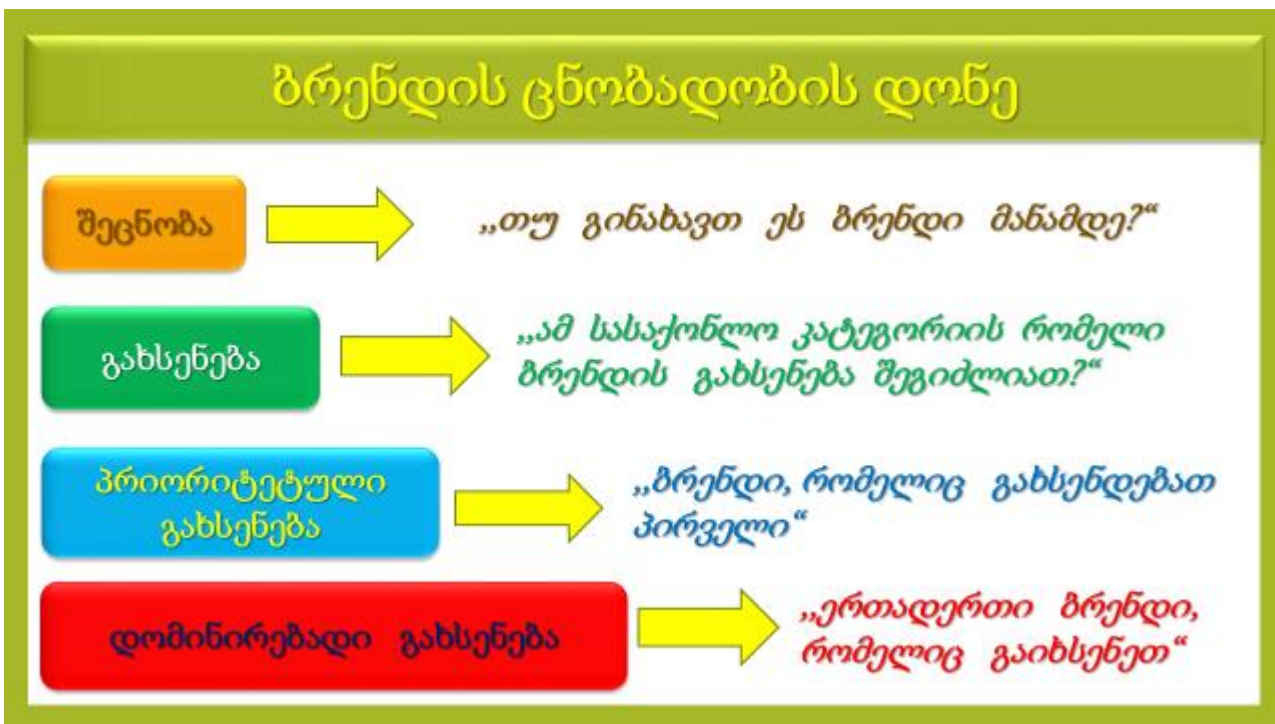 ბრენდის ცნობადობის დონე
შეცნობა
„თუ გინახავთ ეს ბრენდი მანამდე?“
გახსენება
„ამ სასაქონლო კატეგორიის რომელი
ბრენდის გახსენება შეგიძლიათ?“
პრიორიტეტული
გახსენება
„ბრენდი, რომელიც გახსენდებათ
პირველი“
დომინირებადი გახსენება
„ერთადერთი ბრენდი,
რომელიც გაიხსენეთ“